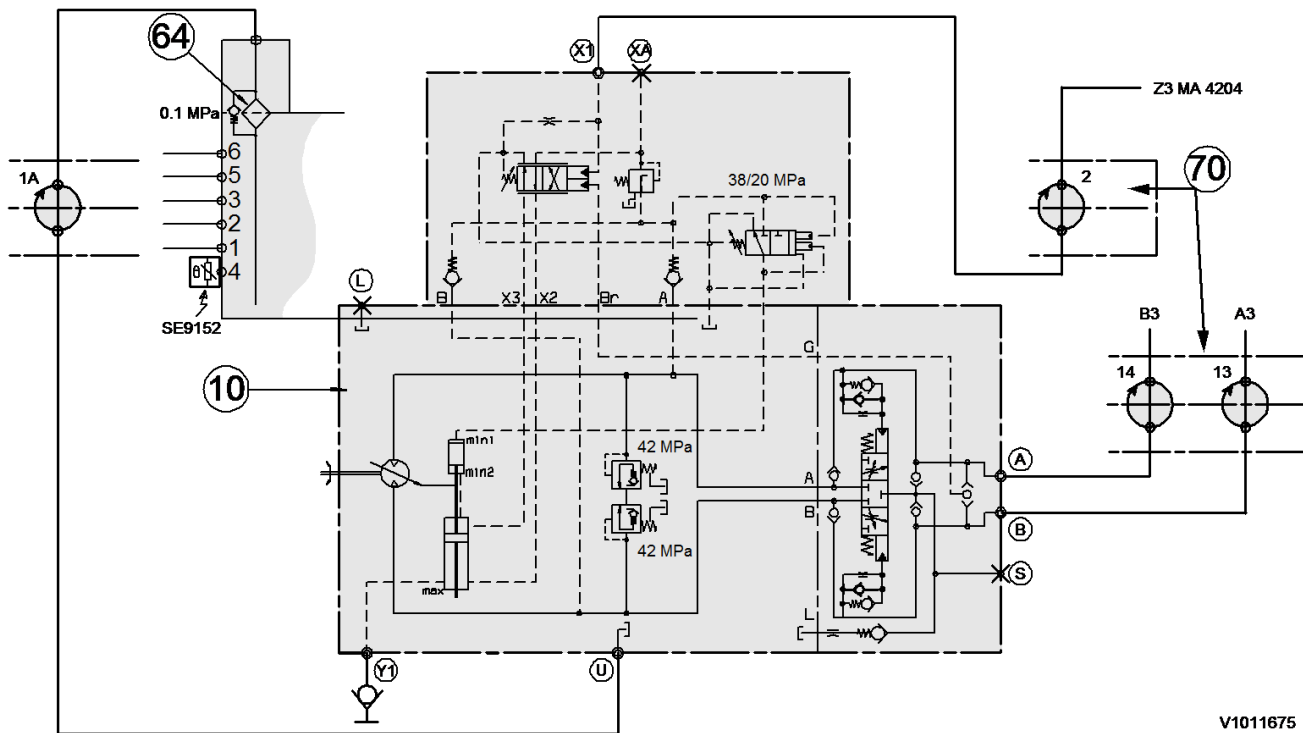 64
X1
XA
Z3 MA 4204
0.1 MPa
6
5
3
2
1
4
1A
θ
SE9152
38/20 MPa
2
70
L
B
X3
X2
Br
A
B3
A3
10
G
14
13
min1
min2
max
42 MPa
42 MPa
A
B
A
B
S
L
Y1
U
V1011675